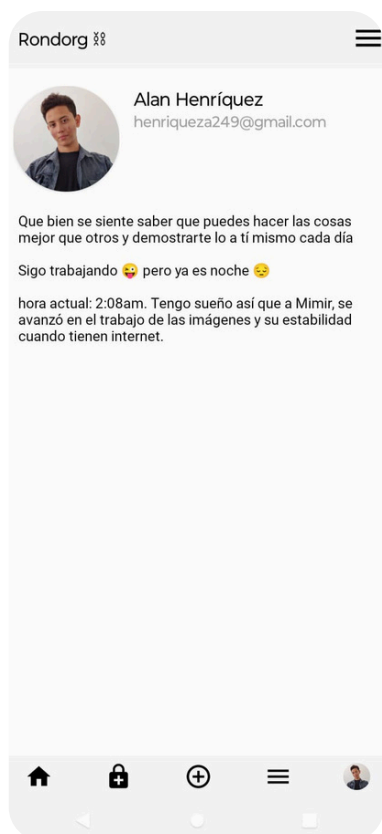 Rondorg
Alan Henríquez
henriqueza249@gmail.com
Que bien se siente saber que puedes hacer las cosas
mejor que otros y demostrarte lo a tí mismo cada día
Sigo trabajando 😜 pero ya es noche 😔
hora actual: 2:08am. Tengo sueño así que a Mimir, se
avanzó en el trabajo de las imágenes y su estabilidad
cuando tienen internet.